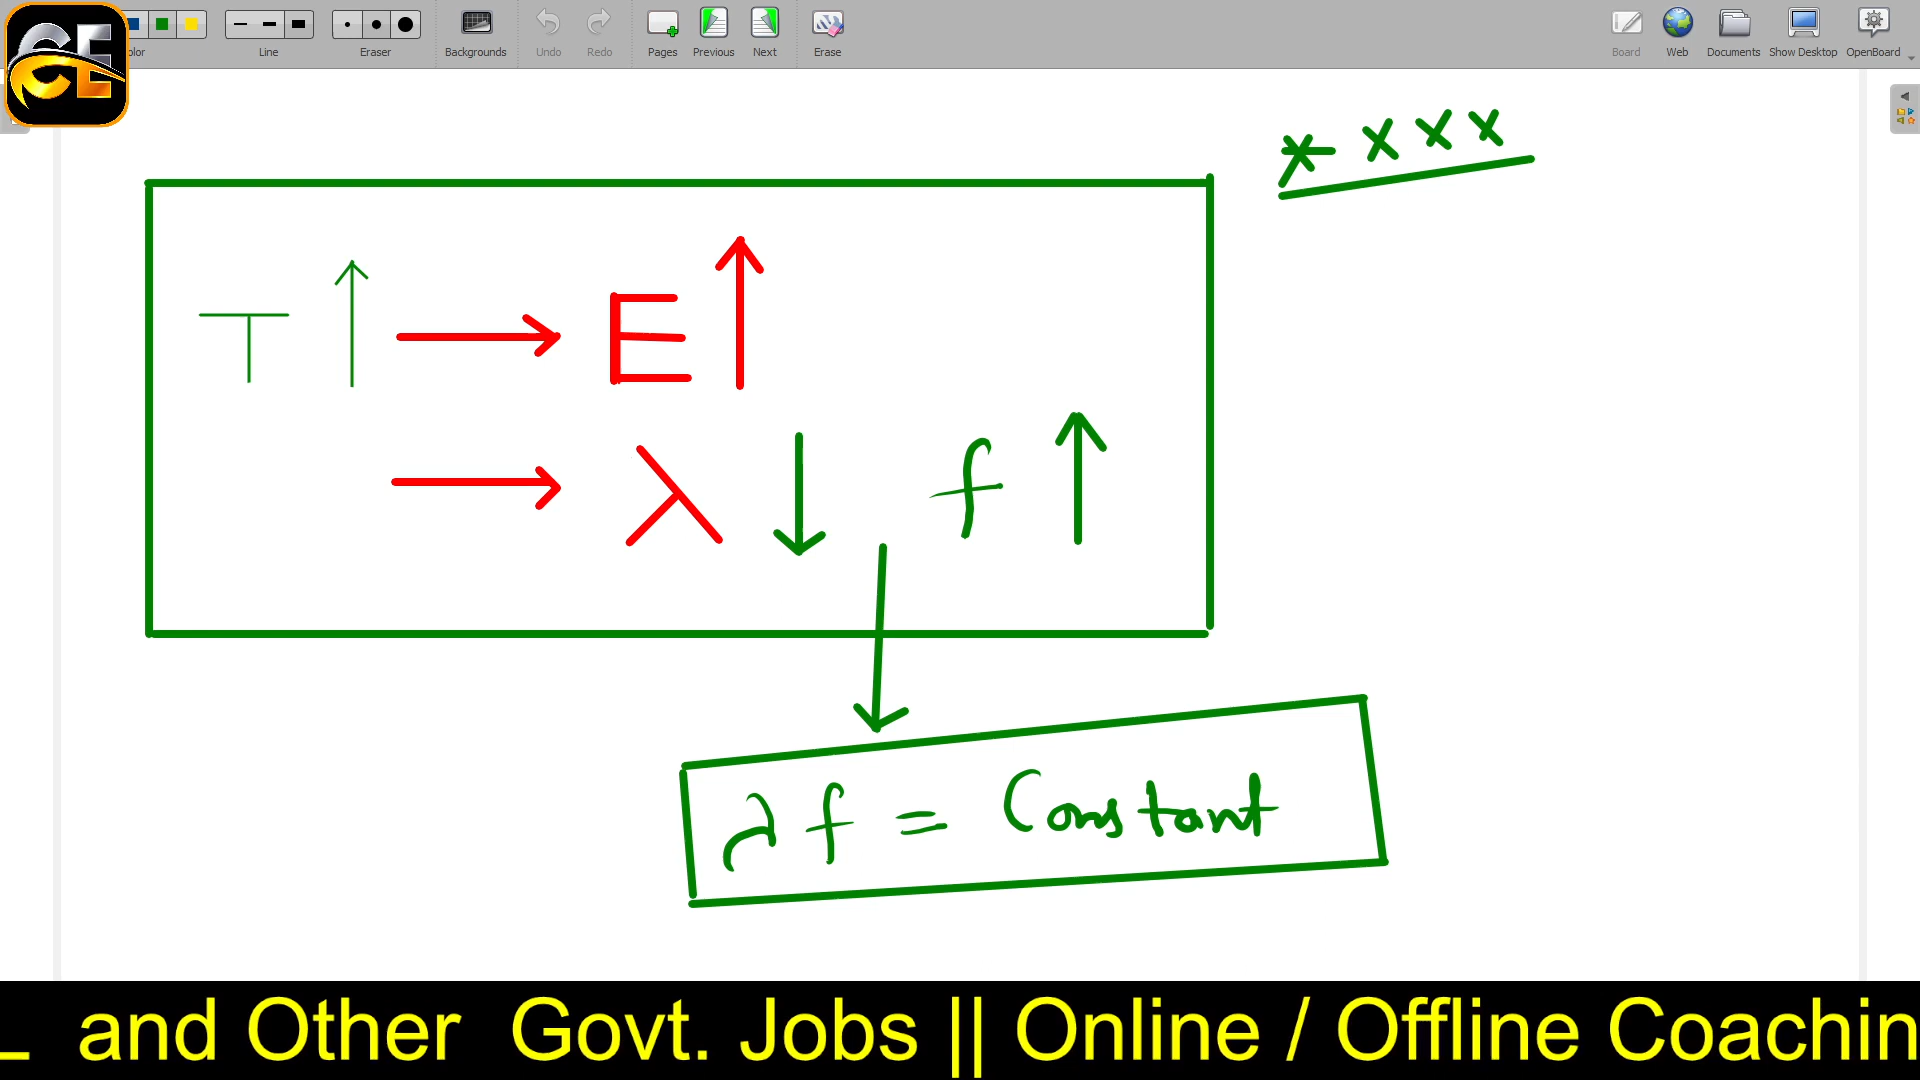 CE
olor Line Eraser Backgrounds Undo Redo Pages Previous Next Erase Board Web Documents Show Desktop OpenBoard
* x x x
T ↑ → E ↑
→ λ ↓ f ↑
λ f = Constant
and Other Govt. Jobs || Online / Offline Coachin